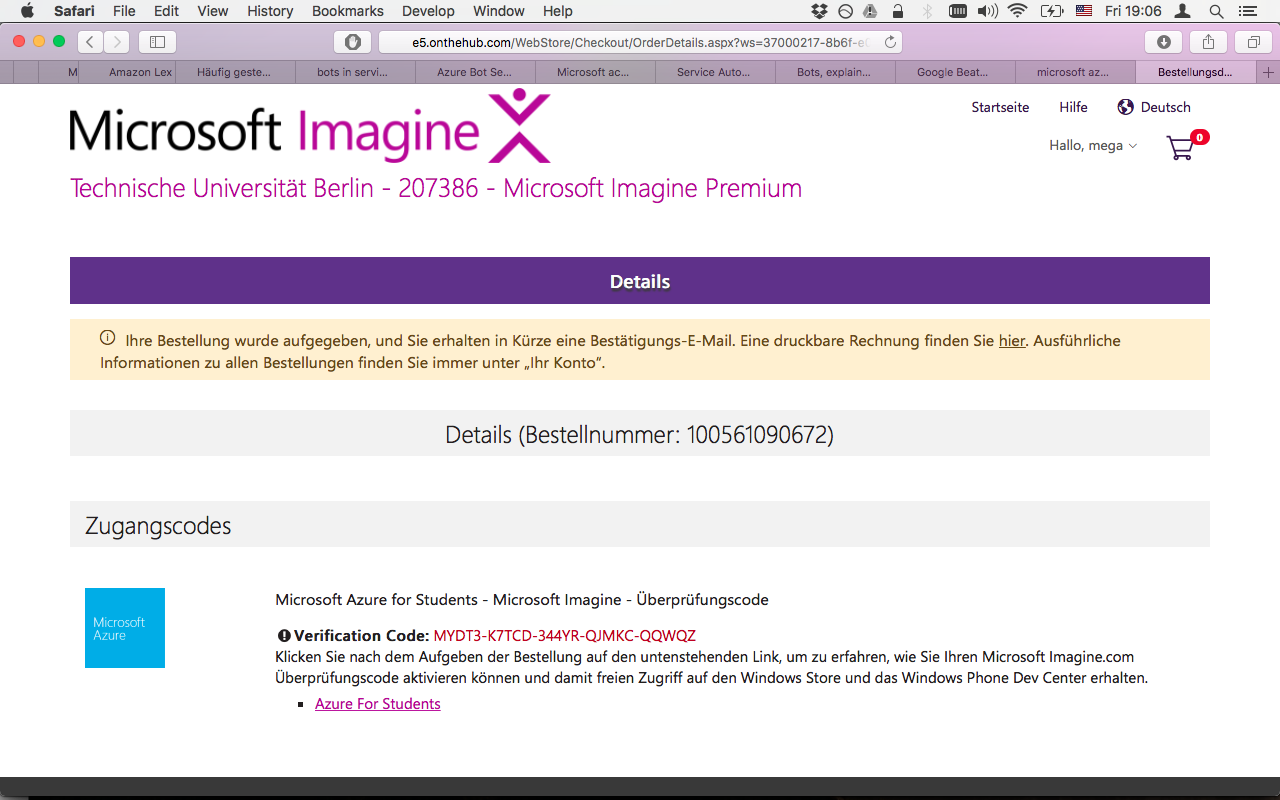 Safari File Edit View History Bookmarks Develop Window Help Fri 19:06
e5.onthehub.com/WebStore/Checkout/OrderDetails.aspx?ws=37000217-8b6f-e
M Amazon Lex Häufig geste... bots in servi... Azure Bot Se... Microsoft ac... Service Auto... Bots, explain... Google Beat... microsoft az... Bestellungsd...
Microsoft Imagine
Startseite Hilfe Deutsch
Hallo, mega 0
Technische Universität Berlin - 207386 - Microsoft Imagine Premium
Details
Ihre Bestellung wurde aufgegeben, und Sie erhalten in Kürze eine Bestätigungs-E-Mail. Eine druckbare Rechnung finden Sie hier. Ausführliche
Informationen zu allen Bestellungen finden Sie immer unter „Ihr Konto“.
Details (Bestellnummer: 100561090672)
Zugangscodes
Microsoft
Azure
Microsoft Azure for Students - Microsoft Imagine - Überprüfungscode
Verification Code: MYDT3-K7TCD-344YR-QJMKC-QQWQZ
Klicken Sie nach dem Aufgeben der Bestellung auf den untenstehenden Link, um zu erfahren, wie Sie Ihren Microsoft Imagine.com
Überprüfungscode aktivieren können und damit freien Zugriff auf den Windows Store und das Windows Phone Dev Center erhalten.
Azure For Students